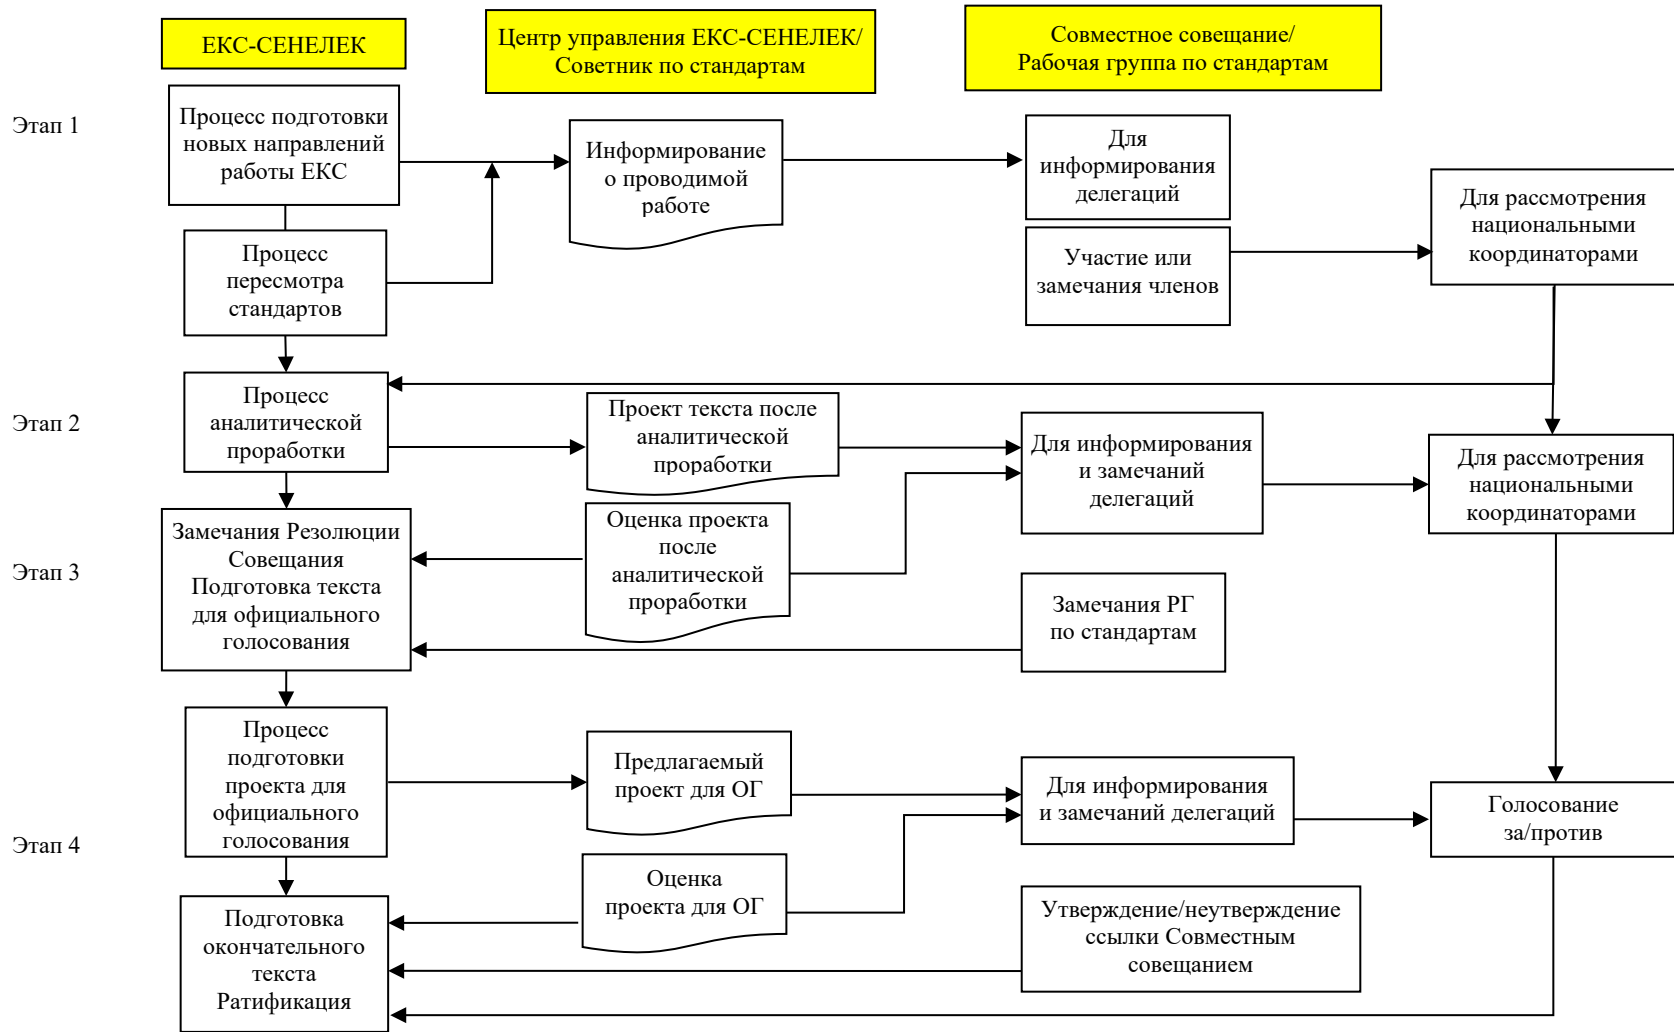 ЕКС-СЕНЕЛЕК
Центр управления ЕКС-СЕНЕЛЕК/
Советник по стандартам
Совместное совещание/
Рабочая группа по стандартам
Этап 1
Процесс подготовки
новых направлений
работы ЕКС
Информирование
о проводимой
работе
Для
информирования
делегаций
Для рассмотрения
национальными
координаторами
Процесс
пересмотра
стандартов
Участие или
замечания членов
Этап 2
Процесс
аналитической
проработки
Проект текста после
аналитической
проработки
Для информирования
и замечаний
делегаций
Для рассмотрения
национальными
координаторами
Этап 3
Замечания Резолюции
Совещания
Подготовка текста
для официального
голосования
Оценка проекта
после
аналитической
проработки
Замечания РГ
по стандартам
Этап 4
Процесс
подготовки
проекта для
официального
голосования
Предлагаемый
проект для ОГ
Для информирования
и замечаний делегаций
Голосование
за/против
Оценка
проекта для ОГ
Подготовка
окончательного
текста
Ратификация
Утверждение/неутверждение
ссылки Совместным
совещанием